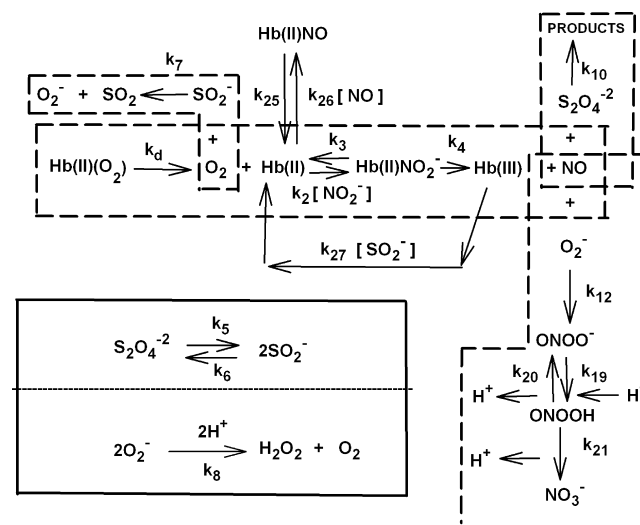 Hb(II)NO
PRODUCTS
k7
k10
O2⁻ + SO2 SO2⁻
k25 k26 [ NO ]
S2O4⁻²
+ k3 k4 +
Hb(II)(O2) kd O2 + Hb(II) Hb(II)NO2⁻ Hb(III) + NO
k2 [ NO2⁻ ]
+
k27 [ SO2⁻ ]
O2⁻
k12
S2O4⁻² k5 2SO2⁻
k6
ONOO⁻
k20 k19
H⁺ H
ONOOH
2O2⁻ 2H⁺ H2O2 + O2
k8
k21
H⁺
NO3⁻